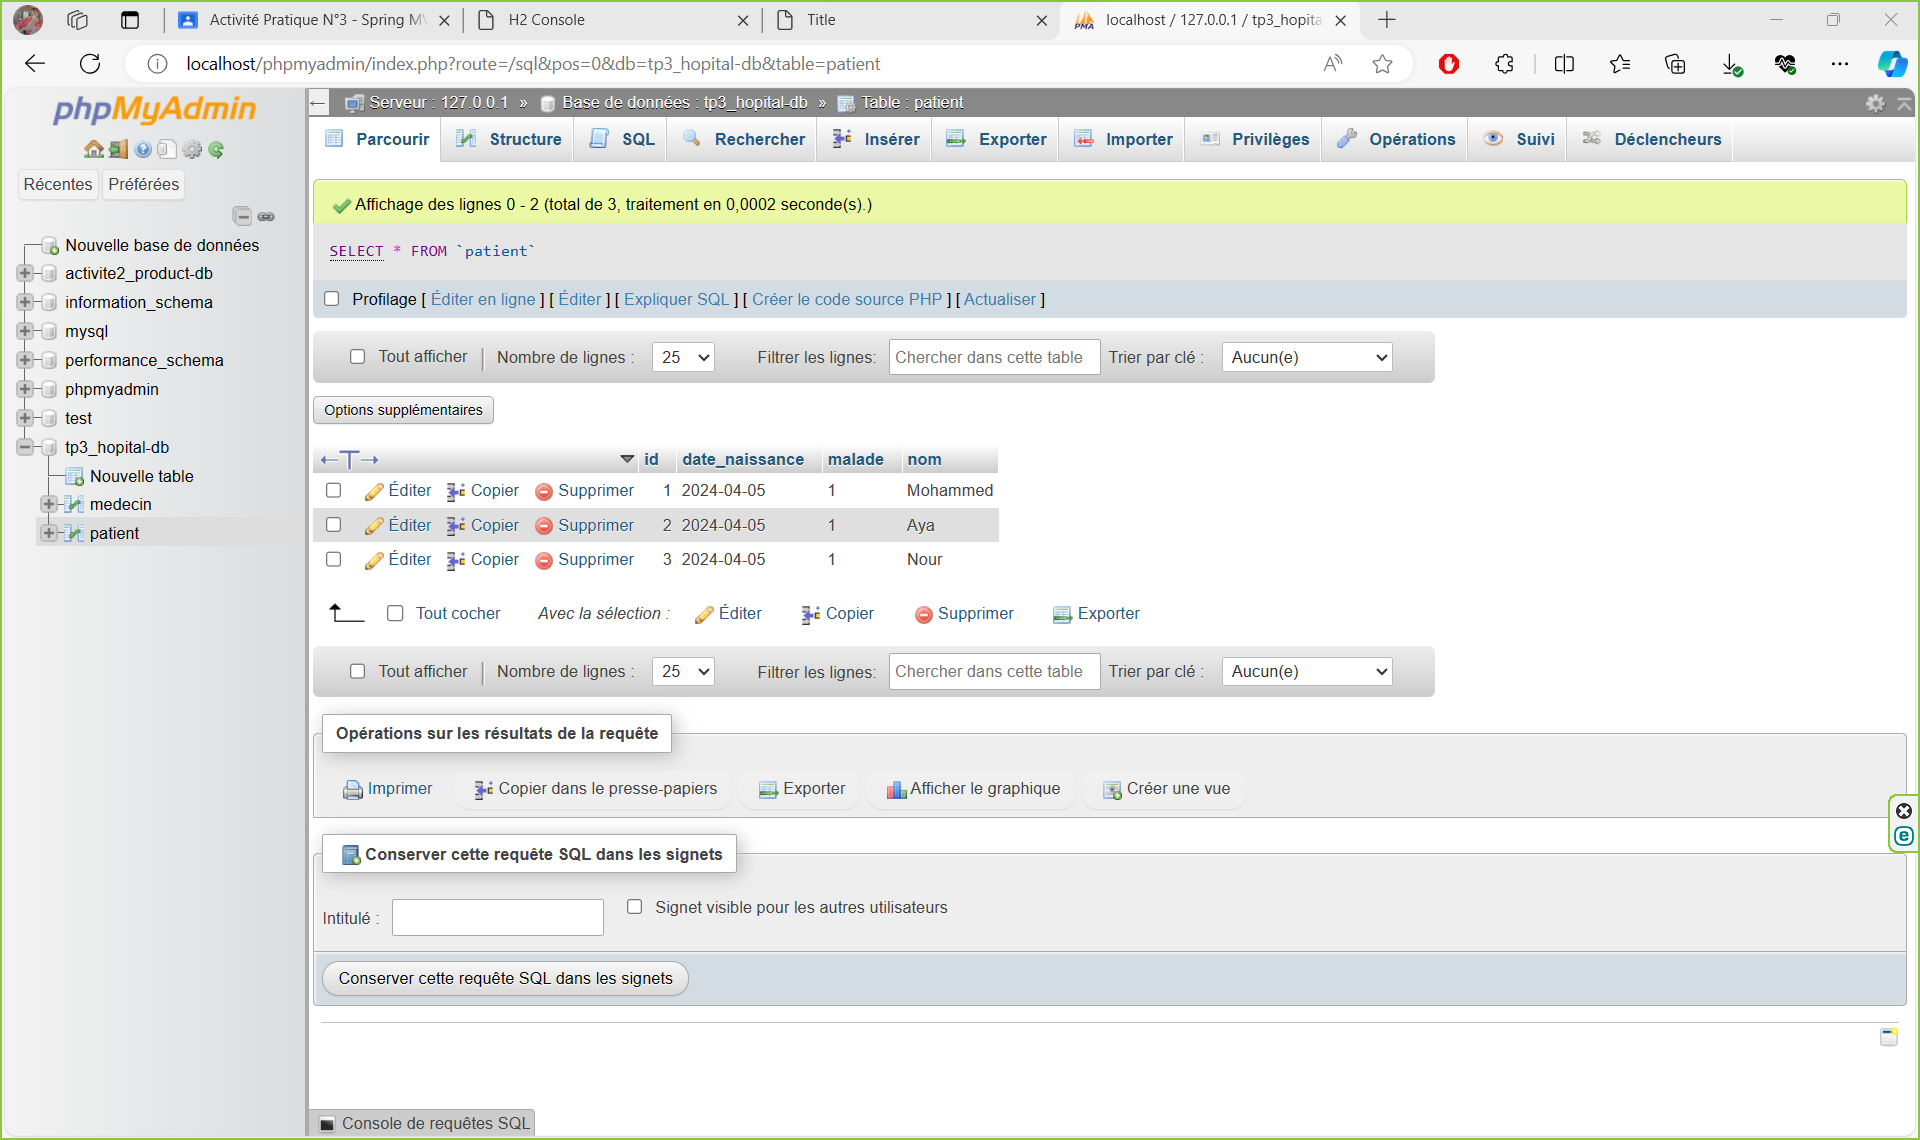 Activité Pratique N°3 - Spring MV
H2 Console
Title
localhost / 127.0.0.1 / tp3_hopita
localhost/phpmyadmin/index.php?route=/sql&pos=0&db=tp3_hopital-db&table=patient
phpMyAdmin
Récentes
Préférées
Nouvelle base de données
activite2_product-db
information_schema
mysql
performance_schema
phpmyadmin
test
tp3_hopital-db
Nouvelle table
medecin
patient
Serveur : 127.0.0.1 » Base de données : tp3_hopital-db » Table : patient
Parcourir Structure SQL Rechercher Insérer Exporter Importer Privilèges Opérations Suivi Déclencheurs
Affichage des lignes 0 - 2 (total de 3, traitement en 0,0002 seconde(s).)
SELECT * FROM `patient`
Profilage [ Éditer en ligne ] [ Éditer ] [ Expliquer SQL ] [ Créer le code source PHP ] [ Actualiser ]
Tout afficher Nombre de lignes : 25 Filtrer les lignes: Chercher dans cette table Trier par clé : Aucun(e)
Options supplémentaires
id date_naissance malade nom
Éditer Copier Supprimer 1 2024-04-05 1 Mohammed
Éditer Copier Supprimer 2 2024-04-05 1 Aya
Éditer Copier Supprimer 3 2024-04-05 1 Nour
Tout cocher Avec la sélection : Éditer Copier Supprimer Exporter
Tout afficher Nombre de lignes : 25 Filtrer les lignes: Chercher dans cette table Trier par clé : Aucun(e)
Opérations sur les résultats de la requête
Imprimer Copier dans le presse-papiers Exporter Afficher le graphique Créer une vue
Conserver cette requête SQL dans les signets
Intitulé : Signet visible pour les autres utilisateurs
Conserver cette requête SQL dans les signets
Console de requêtes SQL